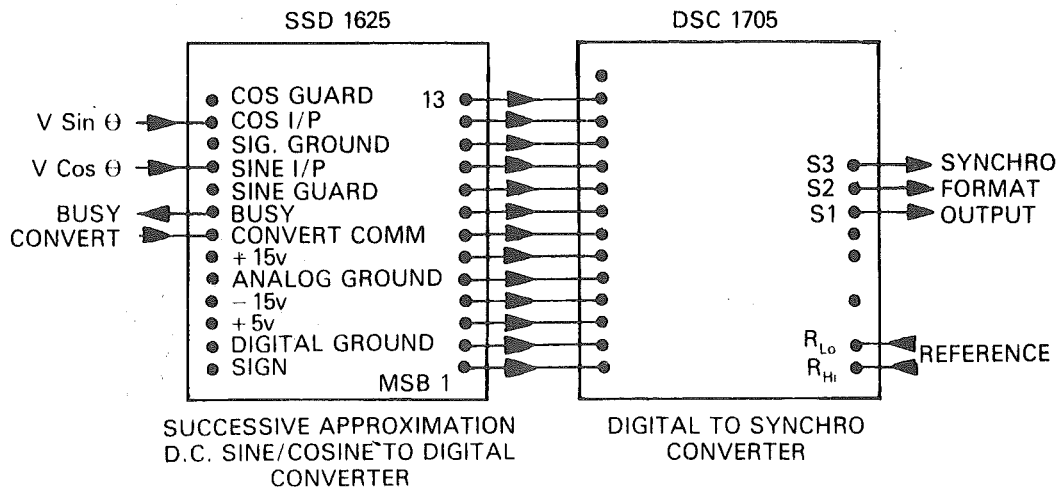 SSD 1625
DSC 1705
COS GUARD
13
V Sin Θ
COS I/P
SIG. GROUND
V Cos Θ
SINE I/P
S3
SYNCHRO
SINE GUARD
S2
FORMAT
BUSY
BUSY
S1
OUTPUT
CONVERT
CONVERT COMM
+ 15v
ANALOG GROUND
- 15v
+ 5v
DIGITAL GROUND
RLo
REFERENCE
SIGN
RHi
MSB 1
SUCCESSIVE APPROXIMATION
D.C. SINE/COSINE TO DIGITAL
CONVERTER
DIGITAL TO SYNCHRO
CONVERTER